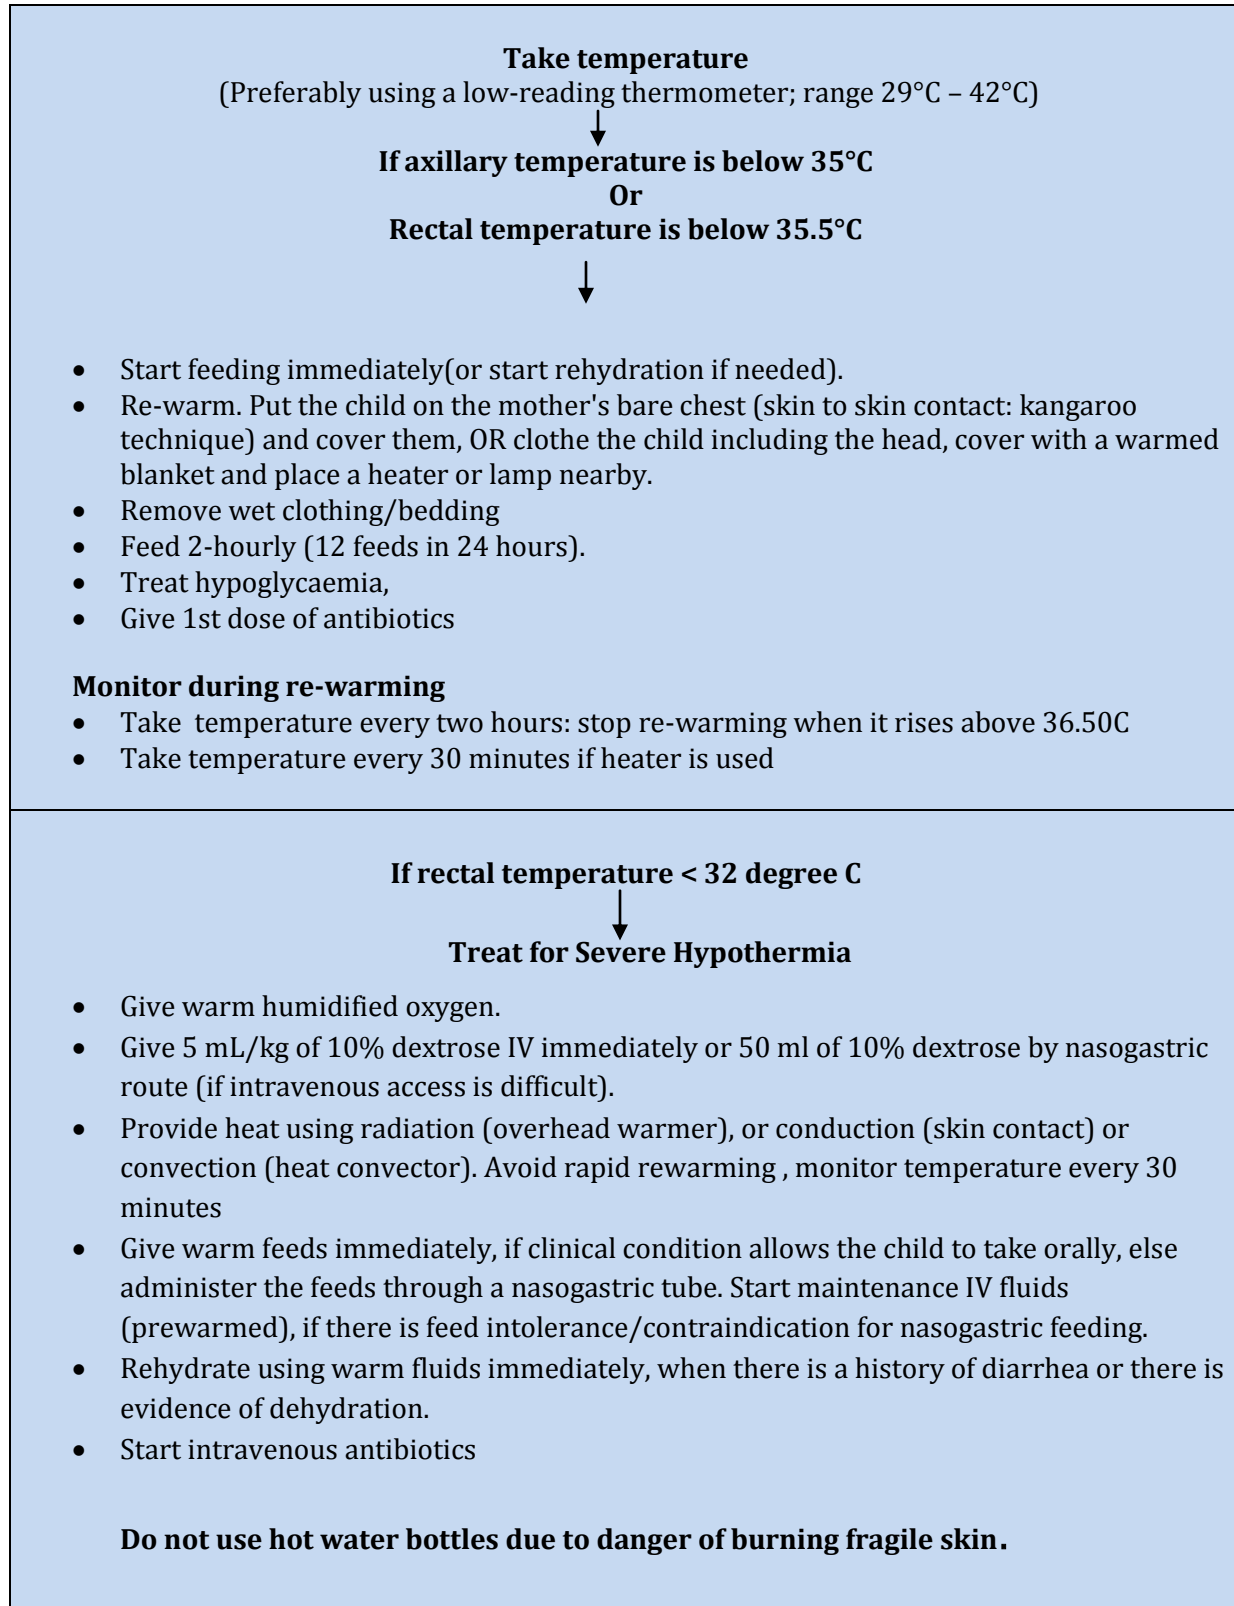 Take temperature
(Preferably using a low-reading thermometer; range 29°C – 42°C)
If axillary temperature is below 35°C
Or
Rectal temperature is below 35.5°C
• Start feeding immediately(or start rehydration if needed).
• Re-warm. Put the child on the mother's bare chest (skin to skin contact: kangaroo
technique) and cover them, OR clothe the child including the head, cover with a warmed
blanket and place a heater or lamp nearby.
• Remove wet clothing/bedding
• Feed 2-hourly (12 feeds in 24 hours).
• Treat hypoglycaemia,
• Give 1st dose of antibiotics
Monitor during re-warming
• Take  temperature every two hours: stop re-warming when it rises above 36.50C
• Take temperature every 30 minutes if heater is used
If rectal temperature < 32 degree C
Treat for Severe Hypothermia
• Give warm humidified oxygen.
• Give 5 mL/kg of 10% dextrose IV immediately or 50 ml of 10% dextrose by nasogastric
route (if intravenous access is difficult).
• Provide heat using radiation (overhead warmer), or conduction (skin contact) or
convection (heat convector). Avoid rapid rewarming , monitor temperature every 30
minutes
• Give warm feeds immediately, if clinical condition allows the child to take orally, else
administer the feeds through a nasogastric tube. Start maintenance IV fluids
(prewarmed), if there is feed intolerance/contraindication for nasogastric feeding.
• Rehydrate using warm fluids immediately, when there is a history of diarrhea or there is
evidence of dehydration.
• Start intravenous antibiotics
Do not use hot water bottles due to danger of burning fragile skin.